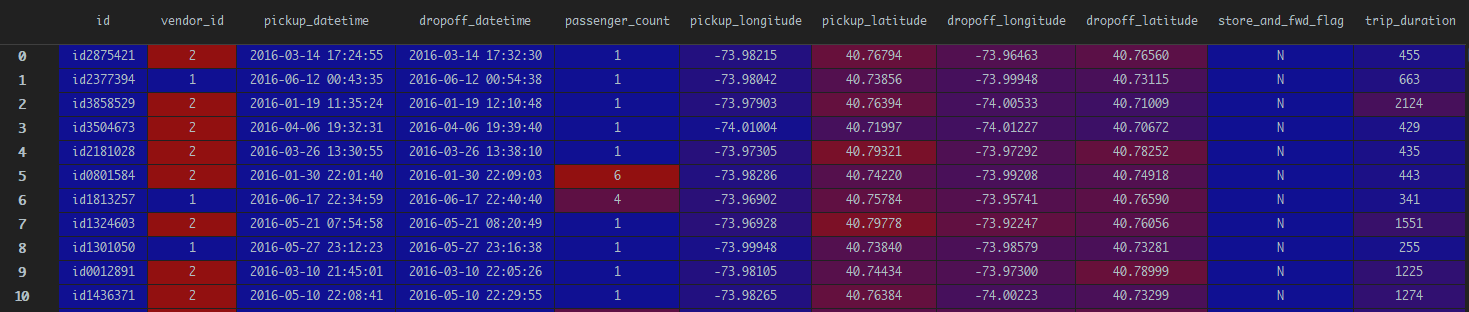 id vendor_id pickup_datetime dropoff_datetime passenger_count pickup_longitude pickup_latitude dropoff_longitude dropoff_latitude store_and_fwd_flag trip_duration
0 id2875421 2 2016-03-14 17:24:55 2016-03-14 17:32:30 1 -73.98215 40.76794 -73.96463 40.76560 N 455
1 id2377394 1 2016-06-12 00:43:35 2016-06-12 00:54:38 1 -73.98042 40.73856 -73.99948 40.73115 N 663
2 id3858529 2 2016-01-19 11:35:24 2016-01-19 12:10:48 1 -73.97903 40.76394 -74.00533 40.71009 N 2124
3 id3504673 2 2016-04-06 19:32:31 2016-04-06 19:39:40 1 -74.01004 40.71997 -74.01227 40.70672 N 429
4 id2181028 2 2016-03-26 13:30:55 2016-03-26 13:38:10 1 -73.97305 40.79321 -73.97292 40.78252 N 435
5 id0801584 2 2016-01-30 22:01:40 2016-01-30 22:09:03 6 -73.98286 40.74220 -73.99208 40.74918 N 443
6 id1813257 1 2016-06-17 22:34:59 2016-06-17 22:40:40 4 -73.96902 40.75784 -73.95741 40.76590 N 341
7 id1324603 2 2016-05-21 07:54:58 2016-05-21 08:20:49 1 -73.96928 40.79778 -73.92247 40.76056 N 1551
8 id1301050 1 2016-05-27 23:12:23 2016-05-27 23:16:38 1 -73.99948 40.73840 -73.98579 40.73281 N 255
9 id0012891 2 2016-03-10 21:45:01 2016-03-10 22:05:26 1 -73.98105 40.74434 -73.97300 40.78999 N 1225
10 id1436371 2 2016-05-10 22:08:41 2016-05-10 22:29:55 1 -73.98265 40.76384 -74.00223 40.73299 N 1274